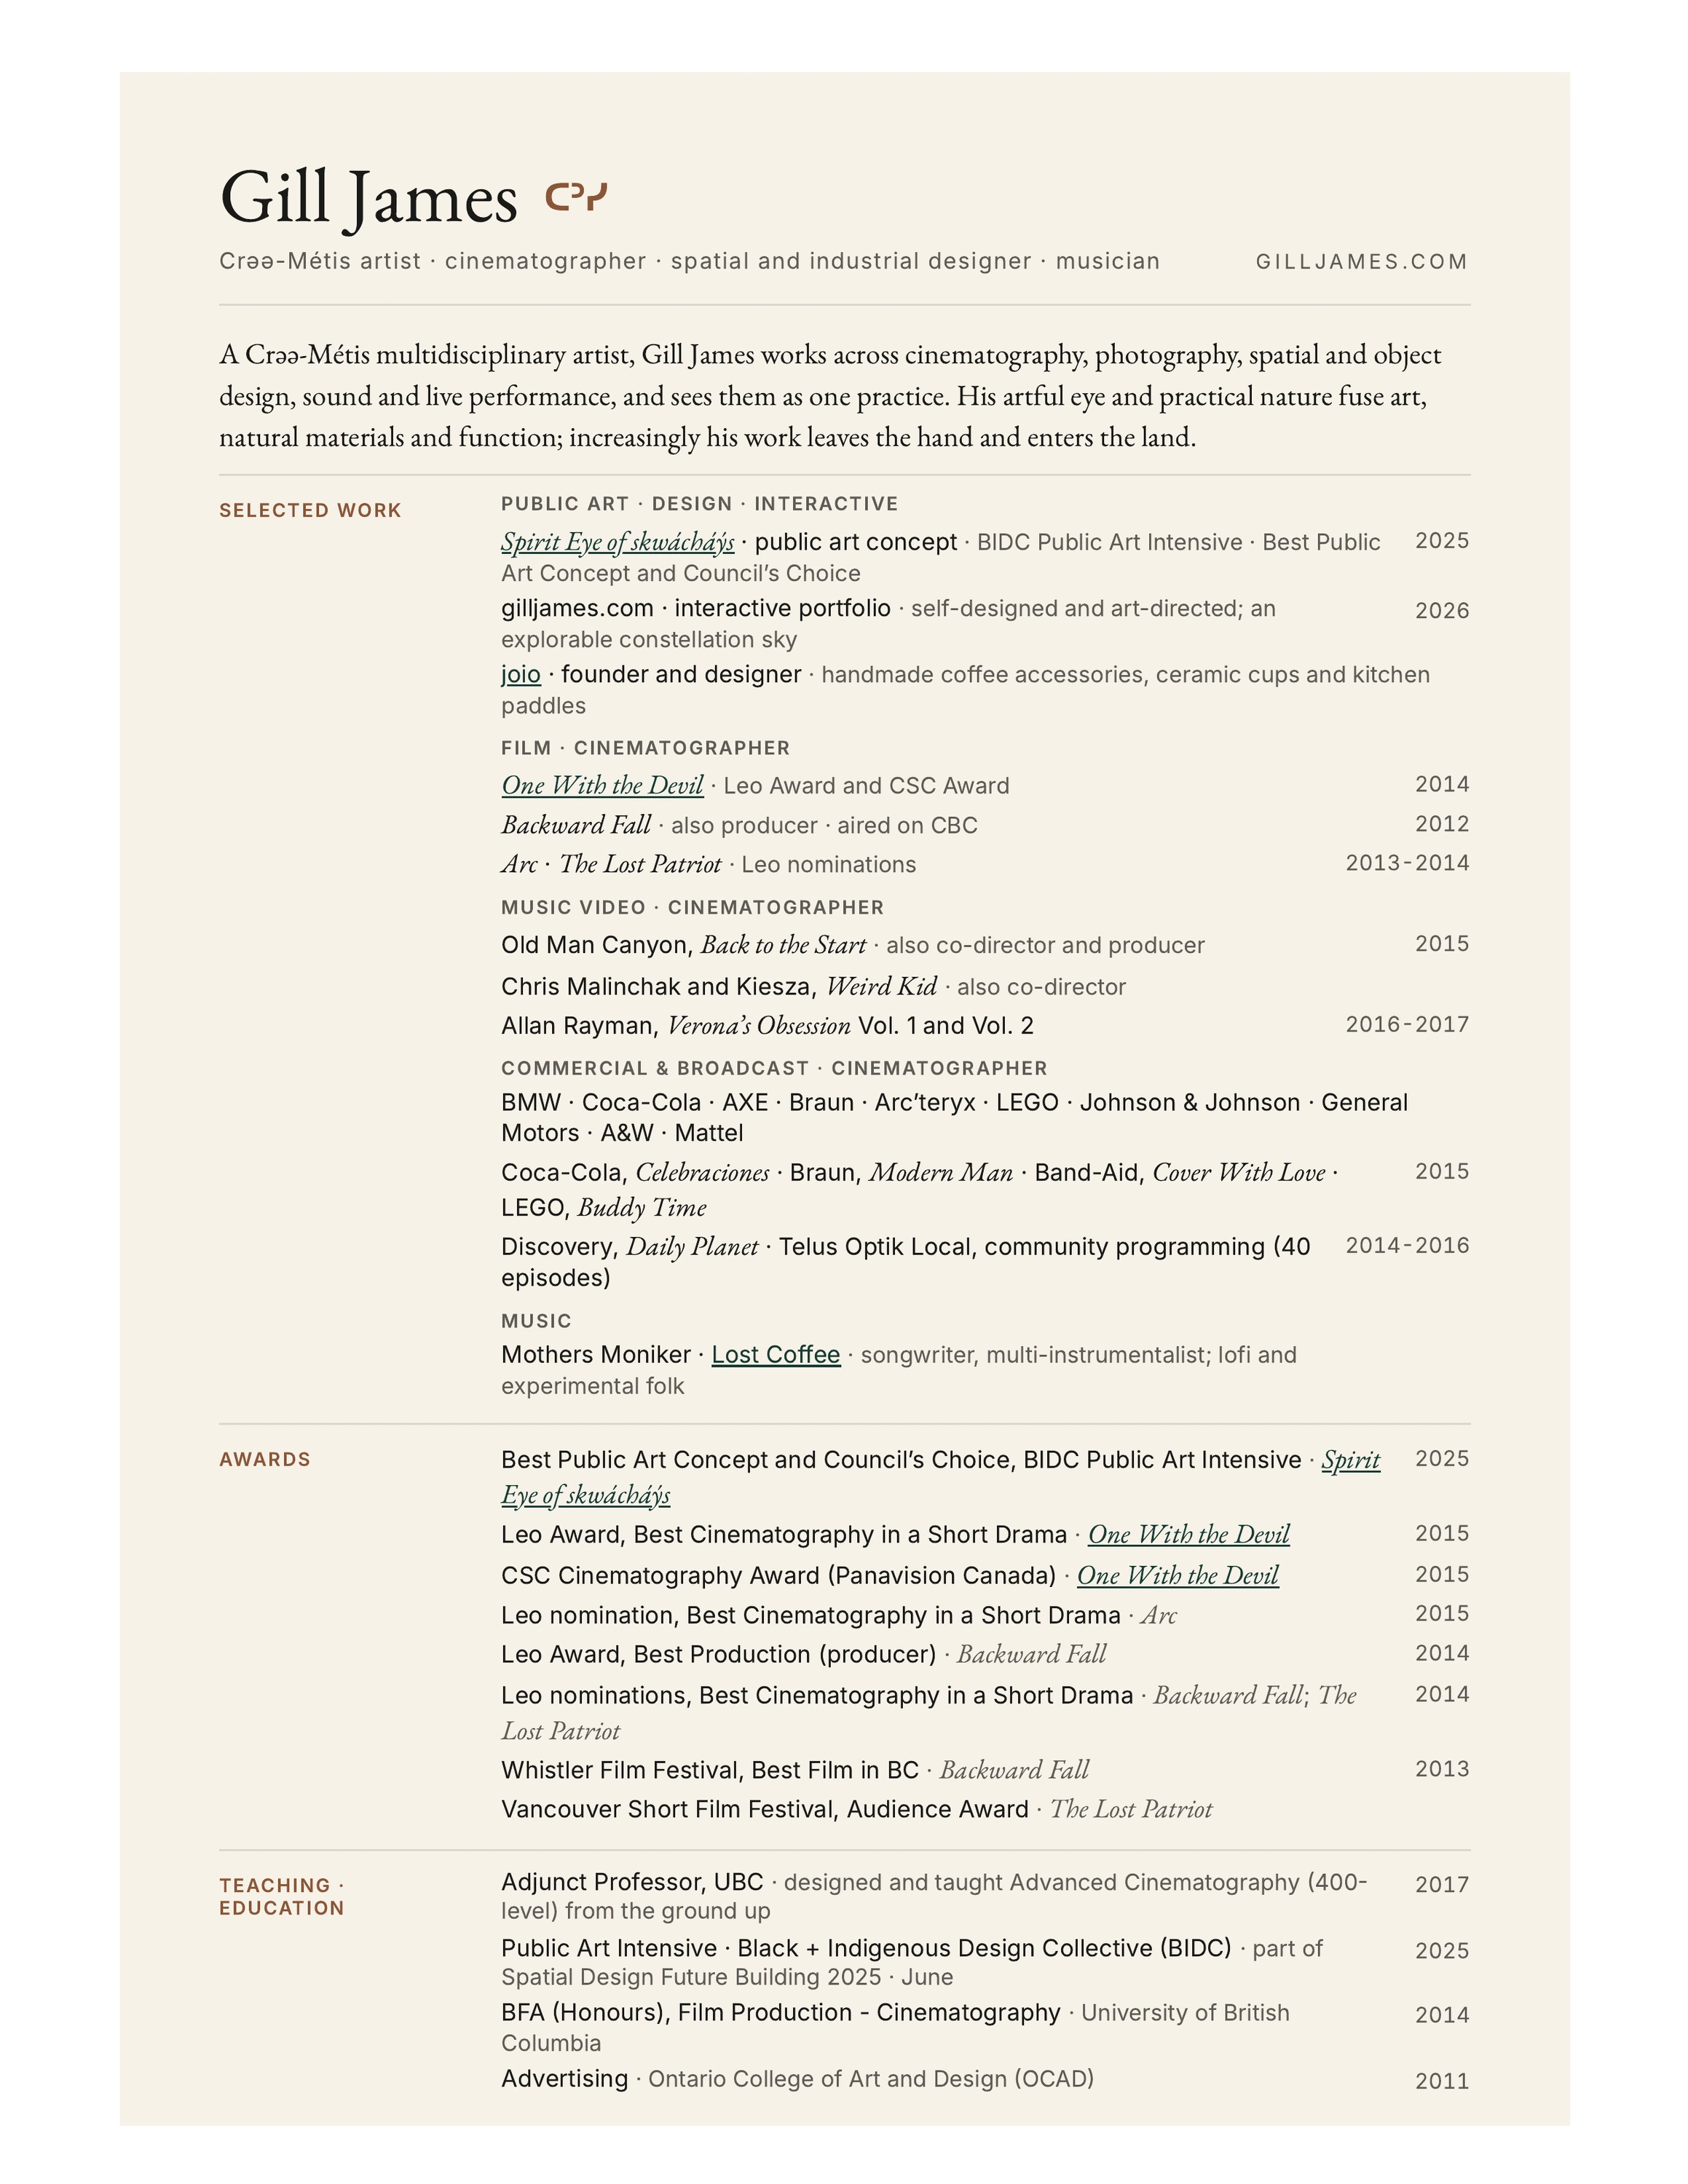 Gill James
Crəə-Métis artist · cinematographer · spatial and industrial designer · musician GILLJAMES.COM
A Crəə-Métis multidisciplinary artist, Gill James works across cinematography, photography, spatial and object
design, sound and live performance, and sees them as one practice. His artful eye and practical nature fuse art,
natural materials and function; increasingly his work leaves the hand and enters the land.
SELECTED WORK
PUBLIC ART · DESIGN · INTERACTIVE
Spirit Eye of skwácháy̓s · public art concept · BIDC Public Art Intensive · Best Public 2025
Art Concept and Council’s Choice
gilljames.com · interactive portfolio · self-designed and art-directed; an 2026
explorable constellation sky
joio · founder and designer · handmade coffee accessories, ceramic cups and kitchen
paddles
FILM · CINEMATOGRAPHER
One With the Devil · Leo Award and CSC Award 2014
Backward Fall · also producer · aired on CBC 2012
Arc · The Lost Patriot · Leo nominations 2013-2014
MUSIC VIDEO · CINEMATOGRAPHER
Old Man Canyon, Back to the Start · also co-director and producer 2015
Chris Malinchak and Kiesza, Weird Kid · also co-director
Allan Rayman, Verona’s Obsession Vol. 1 and Vol. 2 2016-2017
COMMERCIAL & BROADCAST · CINEMATOGRAPHER
BMW · Coca-Cola · AXE · Braun · Arc’teryx · LEGO · Johnson & Johnson · General
Motors · A&W · Mattel
Coca-Cola, Celebraciones · Braun, Modern Man · Band-Aid, Cover With Love · 2015
LEGO, Buddy Time
Discovery, Daily Planet · Telus Optik Local, community programming (40 2014-2016
episodes)
MUSIC
Mothers Moniker · Lost Coffee · songwriter, multi-instrumentalist; lofi and
experimental folk
AWARDS
Best Public Art Concept and Council’s Choice, BIDC Public Art Intensive · Spirit 2025
Eye of skwácháy̓s
Leo Award, Best Cinematography in a Short Drama · One With the Devil 2015
CSC Cinematography Award (Panavision Canada) · One With the Devil 2015
Leo nomination, Best Cinematography in a Short Drama · Arc 2015
Leo Award, Best Production (producer) · Backward Fall 2014
Leo nominations, Best Cinematography in a Short Drama · Backward Fall; The 2014
Lost Patriot
Whistler Film Festival, Best Film in BC · Backward Fall 2013
Vancouver Short Film Festival, Audience Award · The Lost Patriot
TEACHING ·
EDUCATION
Adjunct Professor, UBC · designed and taught Advanced Cinematography (400- 2017
level) from the ground up
Public Art Intensive · Black + Indigenous Design Collective (BIDC) · part of 2025
Spatial Design Future Building 2025 · June
BFA (Honours), Film Production - Cinematography · University of British 2014
Columbia
Advertising · Ontario College of Art and Design (OCAD) 2011